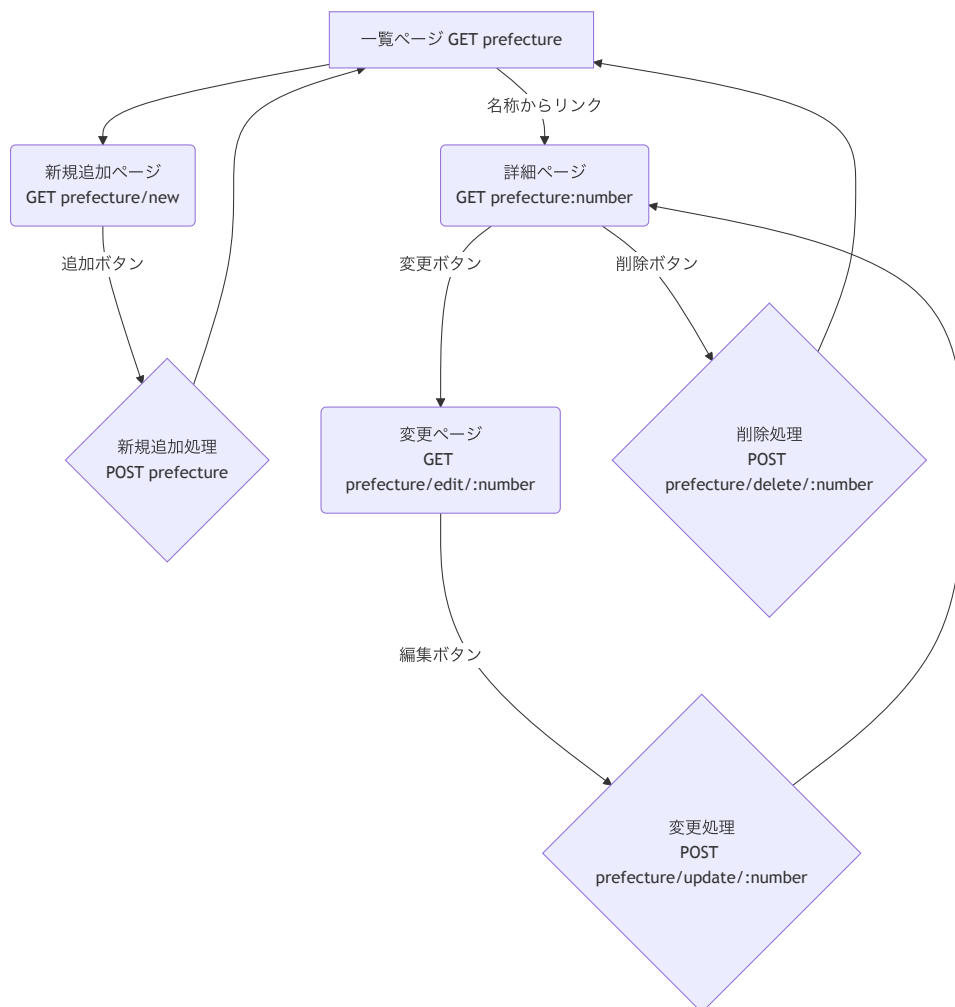 一覧ページ GET prefecture
名称からリンク
新規追加ページ
GET prefecture/new
詳細ページ
GET prefecture:number
追加ボタン
変更ボタン
削除ボタン
新規追加処理
POST prefecture
変更ページ
GET
prefecture/edit/:number
削除処理
POST
prefecture/delete/:number
編集ボタン
変更処理
POST
prefecture/update/:number